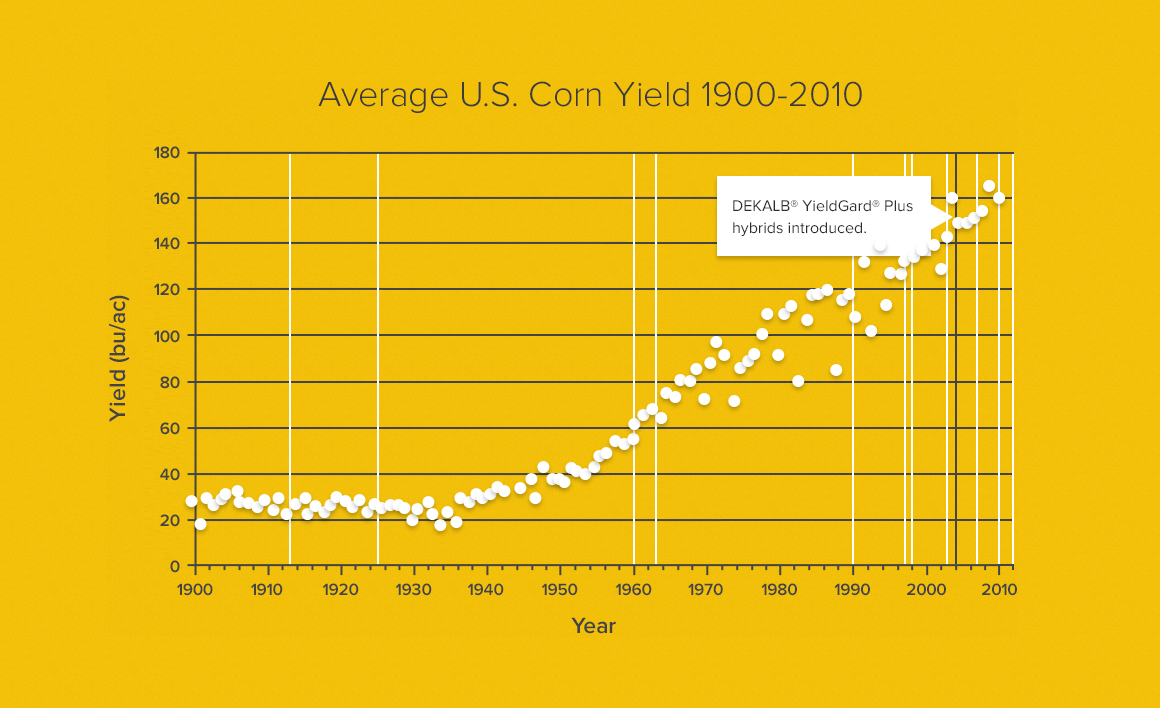 Average U.S. Corn Yield 1900-2010
180
160
DEKALB® YieldGard® Plus
hybrids introduced.
140
120
100
80
60
40
20
0
Yield (bu/ac)
1900 1910 1920 1930 1940 1950 1960 1970 1980 1990 2000 2010
Year